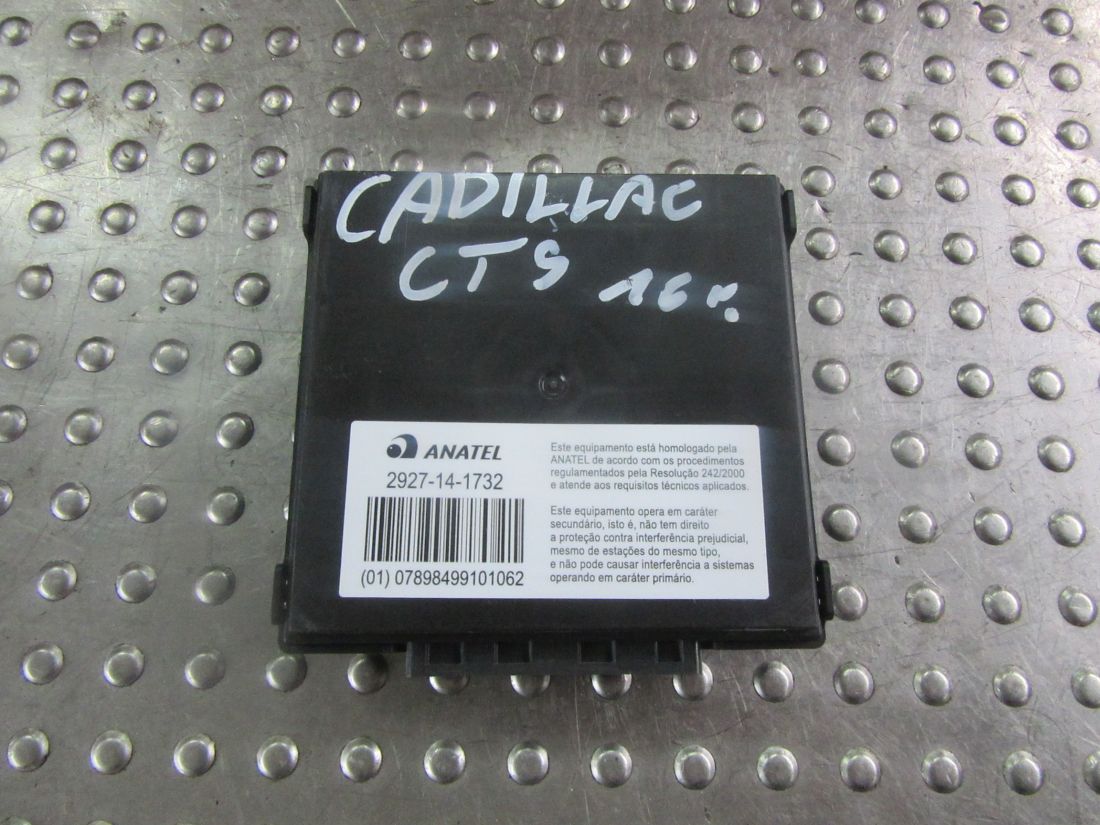 CADILLAC
CTS 16r.
ANATEL
2927-14-1732
(01) 07898499101062
Este equipamento está homologado pela
ANATEL de acordo com os procedimentos
regulamentados pela Resolução 242/2000
e atende aos requisitos técnicos aplicados.
Este equipamento opera em caráter
secundário, isto é, não tem direito
a proteção contra interferência prejudicial,
mesmo de estações do mesmo tipo,
e não pode causar interferência a sistemas
operando em caráter primário.